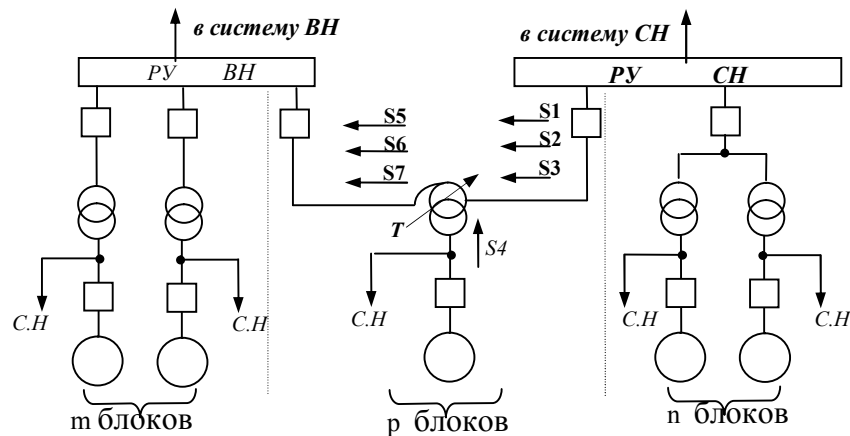 в систему ВН
в систему СН
РУ ВН
РУ СН
S5
S1
S6
S2
S7
S3
Т
S4
С.Н
С.Н
С.Н
С.Н
С.Н
m блоков
р блоков
n блоков